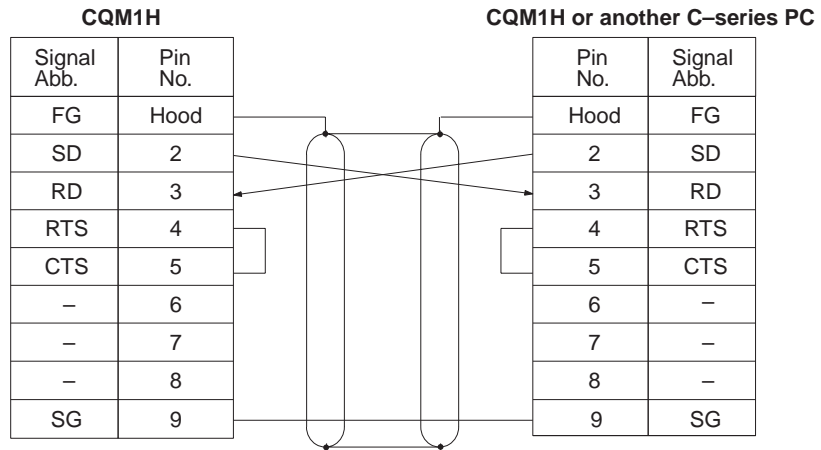 CQM1H
CQM1H or another C–series PC
Signal Abb. Pin No. Pin No. Signal Abb.
FG Hood Hood FG
SD 2 2 SD
RD 3 3 RD
RTS 4 4 RTS
CTS 5 5 CTS
– 6 6 –
– 7 7 –
– 8 8 –
SG 9 9 SG